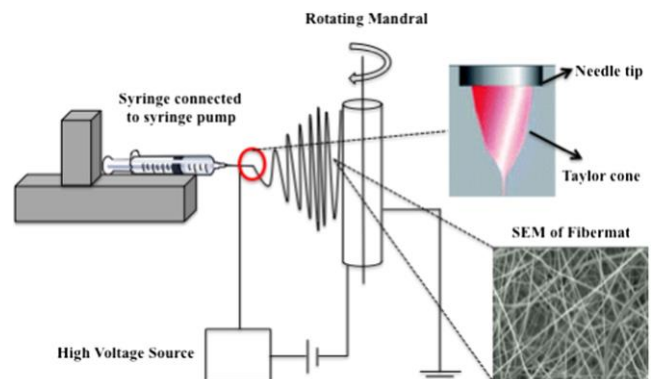 Rotating Mandral
Syringe connected
to syringe pump
Needle tip
Taylor cone
SEM of Fibermat
High Voltage Source